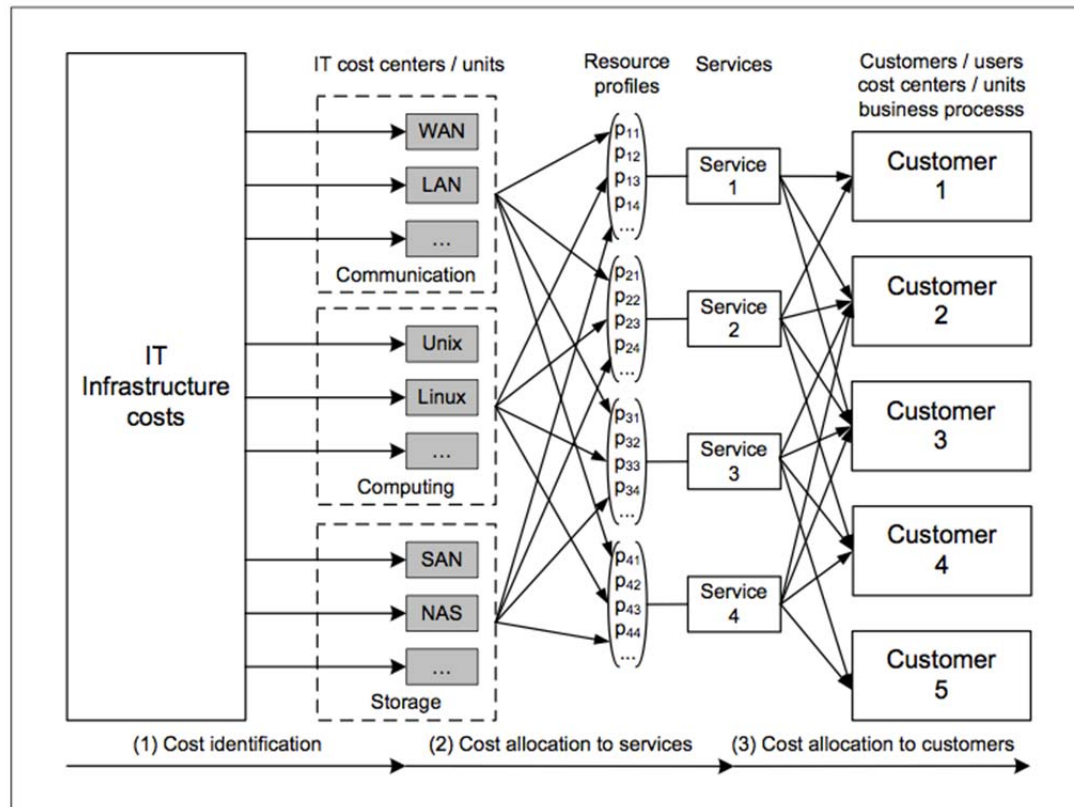 IT cost centers / units
Resource
profiles
Services
Customers / users
cost centers / units
business processs
IT
Infrastructure
costs
WAN
LAN
...
Communication
Unix
Linux
...
Computing
SAN
NAS
...
Storage
p11
p12
p13
p14
...
p21
p22
p23
p24
...
p31
p32
p33
p34
...
p41
p42
p43
p44
...
Service
1
Service
2
Service
3
Service
4
Customer
1
Customer
2
Customer
3
Customer
4
Customer
5
(1) Cost identification
(2) Cost allocation to services
(3) Cost allocation to customers